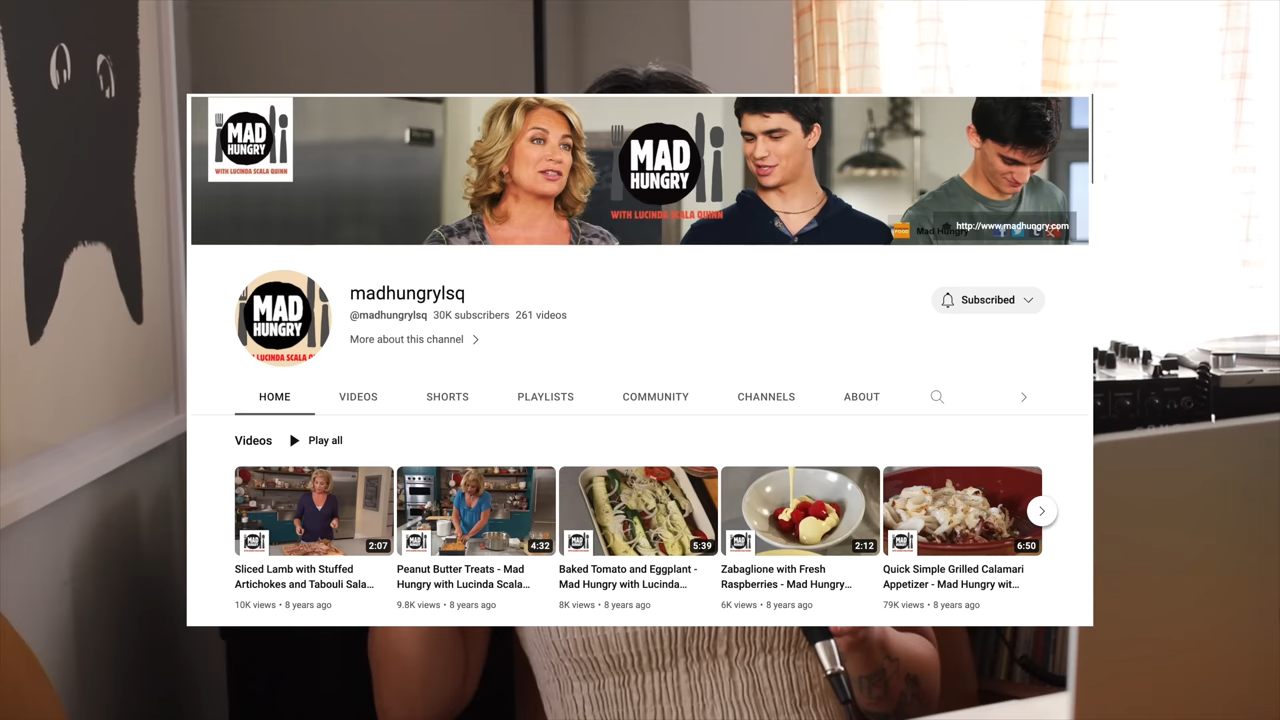 MAD
HUNGRY
WITH LUCINDA SCALA QUINN
MAD
HUNGRY
WITH LUCINDA SCALA QUINN
Mad Hungry
http://www.madhungry.com
MAD
HUNGRY
LUCINDA SCALA
madhungrylsq
@madhungrylsq 30K subscribers 261 videos
More about this channel
Subscribed
HOME VIDEOS SHORTS PLAYLISTS COMMUNITY CHANNELS ABOUT
Videos Play all
2:07
4:32
5:39
2:12
6:50
Sliced Lamb with Stuffed
Artichokes and Tabouli Sala...
10K views • 8 years ago
Peanut Butter Treats - Mad
Hungry with Lucinda Scala...
9.8K views • 8 years ago
Baked Tomato and Eggplant -
Mad Hungry with Lucinda...
8K views • 8 years ago
Zabaglione with Fresh
Raspberries - Mad Hungry...
6K views • 8 years ago
Quick Simple Grilled Calamari
Appetizer - Mad Hungry wit...
79K views • 8 years ago